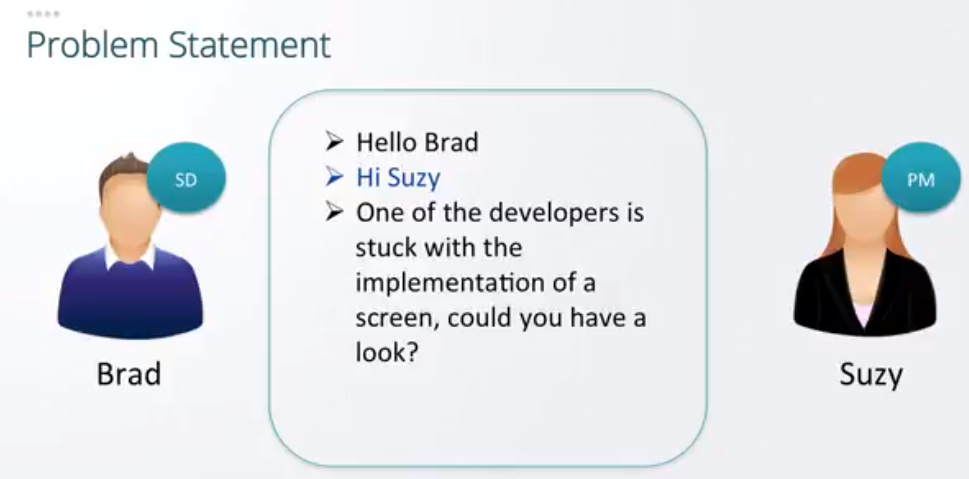 Problem Statement
SD
PM
➢ Hello Brad
➢ Hi Suzy
➢ One of the developers is
stuck with the
implementation of a
screen, could you have a
look?
Brad
Suzy